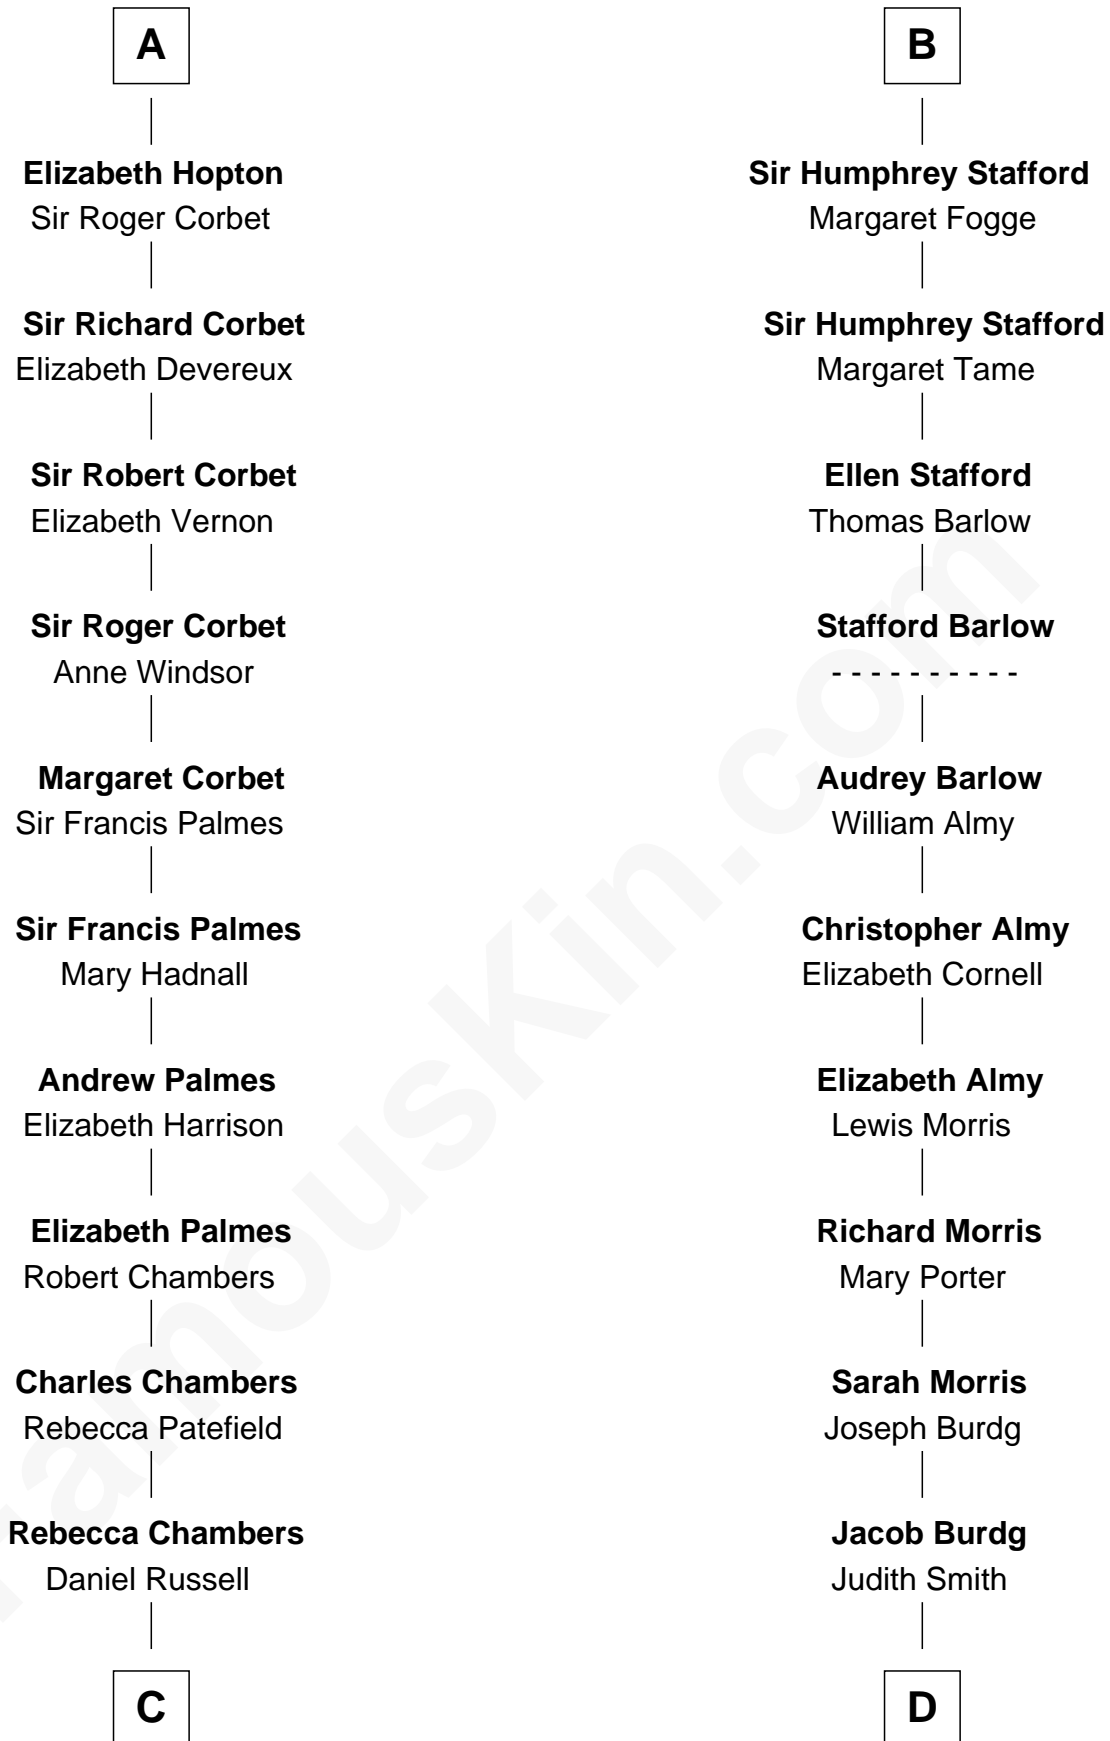 A
Elizabeth Hopton
Sir Roger Corbet
Sir Richard Corbet
Elizabeth Devereux
Sir Robert Corbet
Elizabeth Vernon
Sir Roger Corbet
Anne Windsor
Margaret Corbet
Sir Francis Palmes
Sir Francis Palmes
Mary Hadnall
Andrew Palmes
Elizabeth Harrison
Elizabeth Palmes
Robert Chambers
Charles Chambers
Rebecca Patefield
Rebecca Chambers
Daniel Russell
C
B
Sir Humphrey Stafford
Margaret Fogge
Sir Humphrey Stafford
Margaret Tame
Ellen Stafford
Thomas Barlow
Stafford Barlow
- - - - - - - - - -
Audrey Barlow
William Almy
Christopher Almy
Elizabeth Cornell
Elizabeth Almy
Lewis Morris
Richard Morris
Mary Porter
Sarah Morris
Joseph Burdg
Jacob Burdg
Judith Smith
D
FamousKin.com